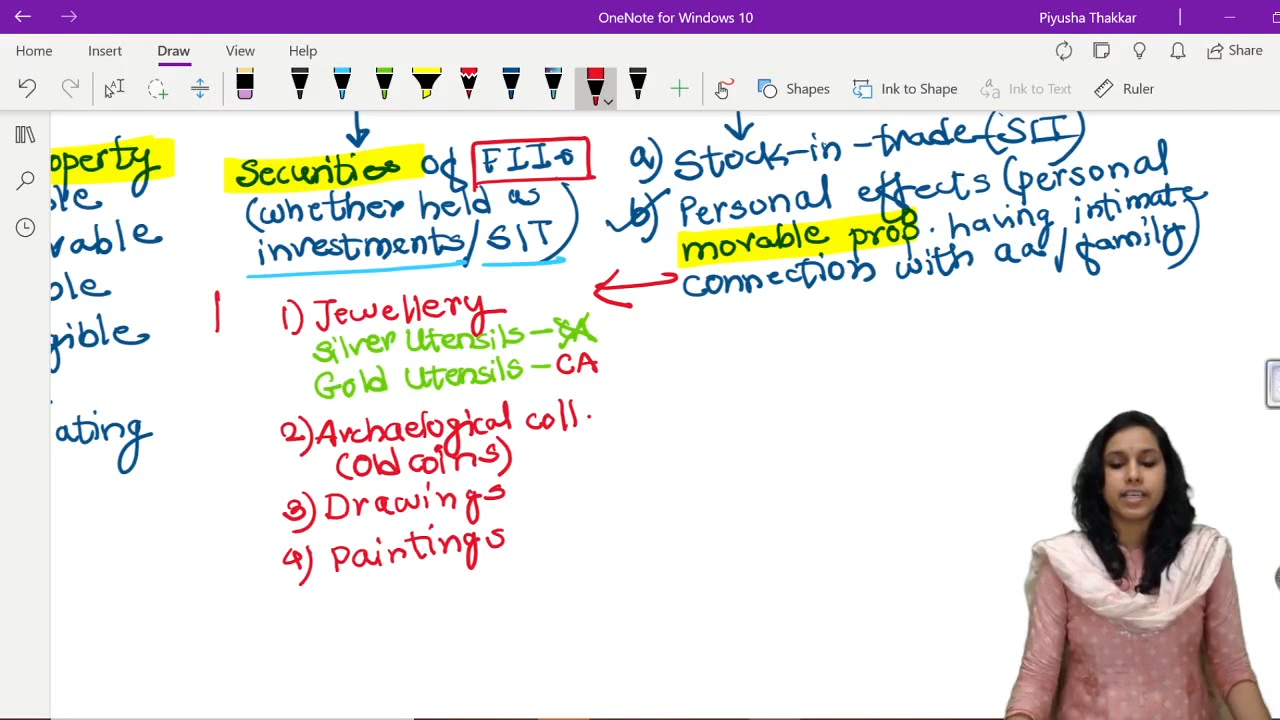 OneNote for Windows 10
Piyusha Thakkar
Home Insert Draw View Help
Share
Shapes
Ink to Shape
Ink to Text
Ruler
operty
ble
vable
ble
gible
ating
Securities of FIIs
(whether held as
investments/SIT)
a) Stock-in-trade (SIT)
b) Personal effects (personal
movable prop. having intimate
connection with aa/family)
1) Jewellery
Silver Utensils -
Gold Utensils - CA
2) Archaelogical coll.
(Old coins)
3) Drawings
4) Paintings